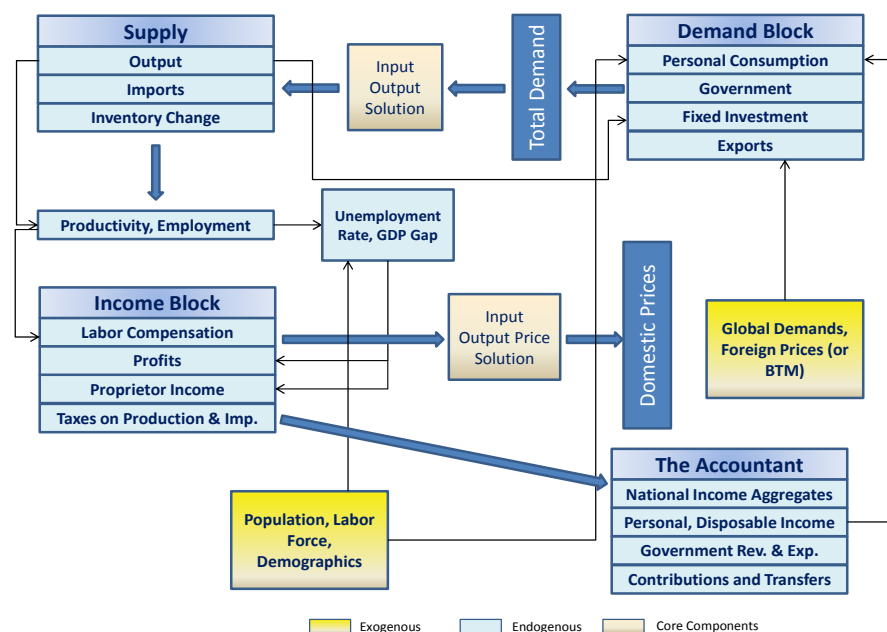 Supply
Output
Imports
Inventory Change
Input
Output
Solution
Total Demand
Demand Block
Personal Consumption
Government
Fixed Investment
Exports
Productivity, Employment
Unemployment
Rate, GDP Gap
Income Block
Labor Compensation
Profits
Proprietor Income
Taxes on Production & Imp.
Input
Output Price
Solution
Domestic Prices
Global Demands,
Foreign Prices (or
BTM)
Population, Labor
Force,
Demographics
The Accountant
National Income Aggregates
Personal, Disposable Income
Government Rev. & Exp.
Contributions and Transfers
Exogenous
Endogenous
Core Components